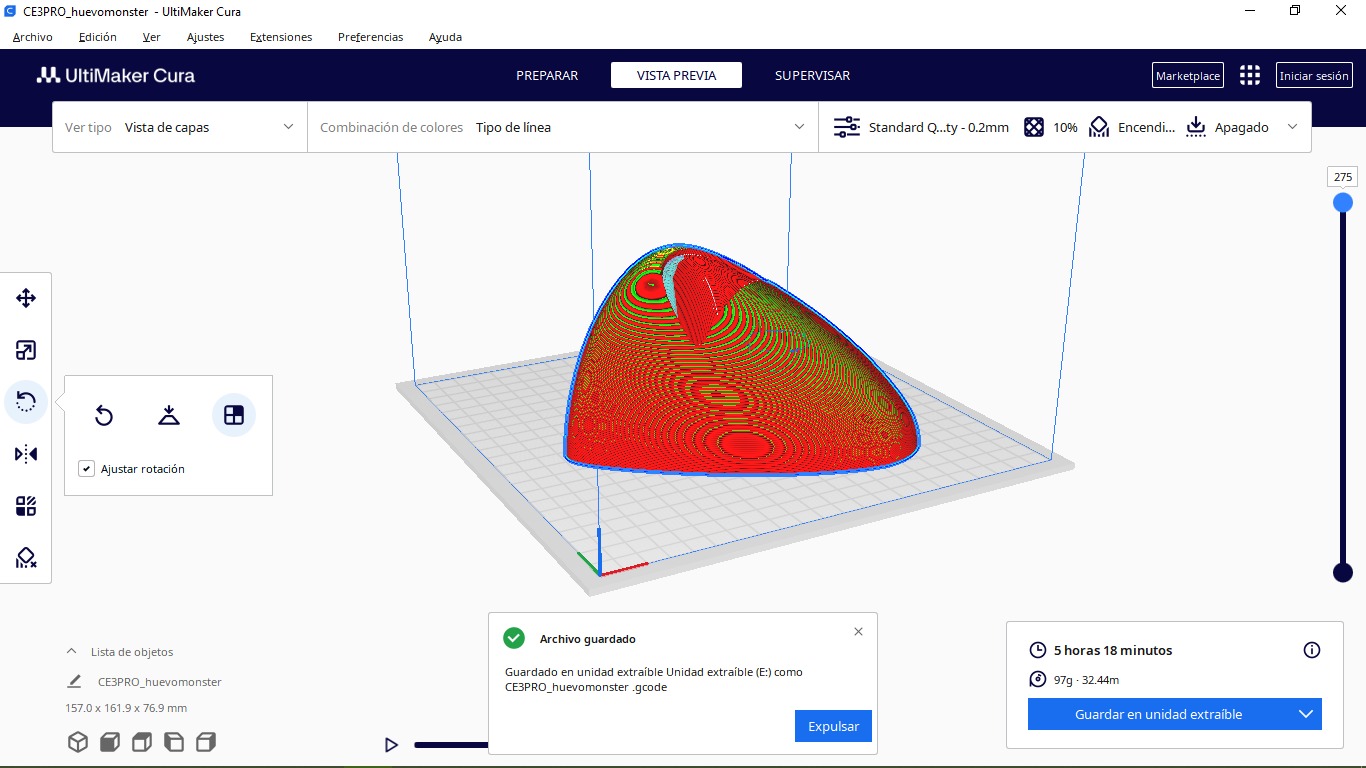 CE3PRO_huevomonster - UltiMaker Cura
Archivo Edición Ver Ajustes Extensiones Preferencias Ayuda
UltiMaker Cura
PREPARAR VISTA PREVIA SUPERVISAR
Marketplace Iniciar sesión
Ver tipo Vista de capas Combinación de colores Tipo de línea Standard Q...ty - 0.2mm 10% Encendi... Apagado
275
Ajustar rotación
Lista de objetos
CE3PRO_huevomonster
157.0 x 161.9 x 76.9 mm
Archivo guardado
Guardado en unidad extraíble Unidad extraíble (E:) como
CE3PRO_huevomonster .gcode
Expulsar
5 horas 18 minutos
97g · 32.44m
Guardar en unidad extraíble